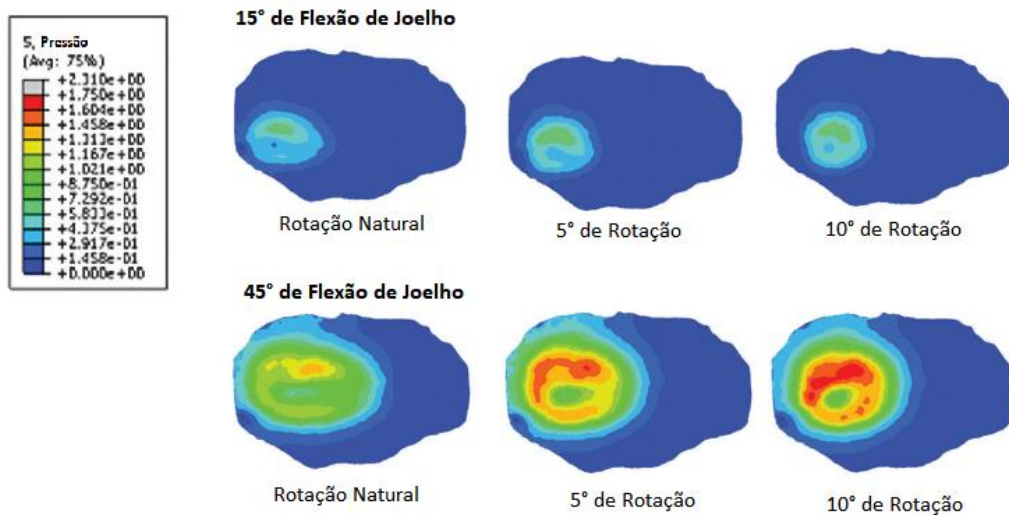 15° de Flexão de Joelho
S, Pressão
(Avg: 75%)
+2.310e+00
+1.750e+00
+1.604e+00
+1.458e+00
+1.313e+00
+1.167e+00
+1.021e+00
+8.750e-01
+7.292e-01
+5.833e-01
+4.375e-01
+2.917e-01
+1.458e-01
+0.000e+00
Rotação Natural
5° de Rotação
10° de Rotação
45° de Flexão de Joelho
Rotação Natural
5° de Rotação
10° de Rotação